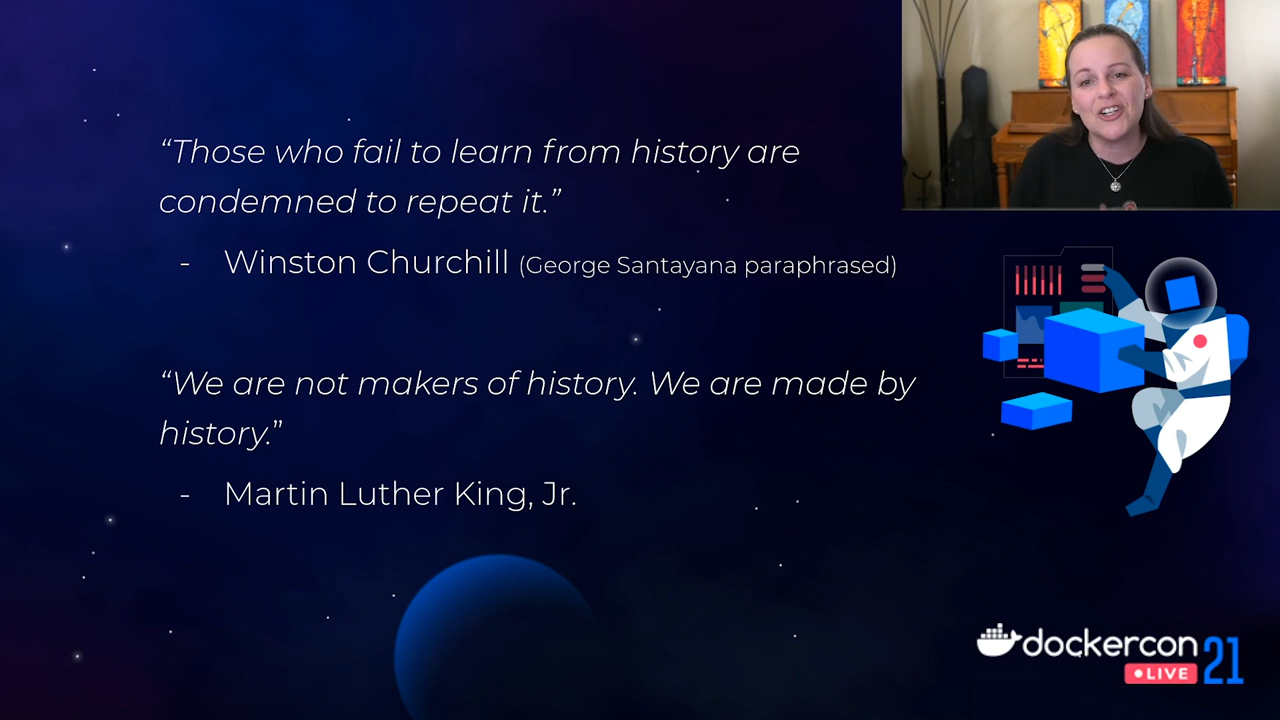 “Those who fail to learn from history are
condemned to repeat it.”
- Winston Churchill (George Santayana paraphrased)
“We are not makers of history. We are made by
history.”
- Martin Luther King, Jr.
dockercon 21
LIVE